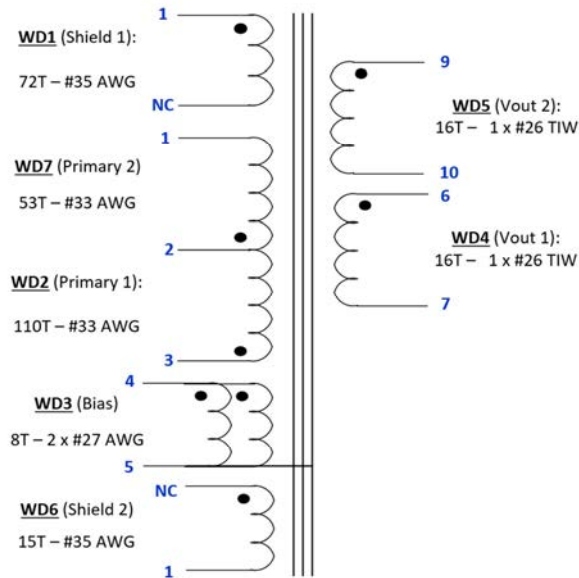 1
WD1 (Shield 1):
72T – #35 AWG
NC
1
WD7 (Primary 2)
53T – #33 AWG
2
WD2 (Primary 1):
110T – #33 AWG
3
4
WD3 (Bias)
8T – 2 x #27 AWG
5
NC
WD6 (Shield 2)
15T – #35 AWG
1
9
WD5 (Vout 2):
16T – 1 x #26 TIW
10
6
WD4 (Vout 1):
16T – 1 x #26 TIW
7